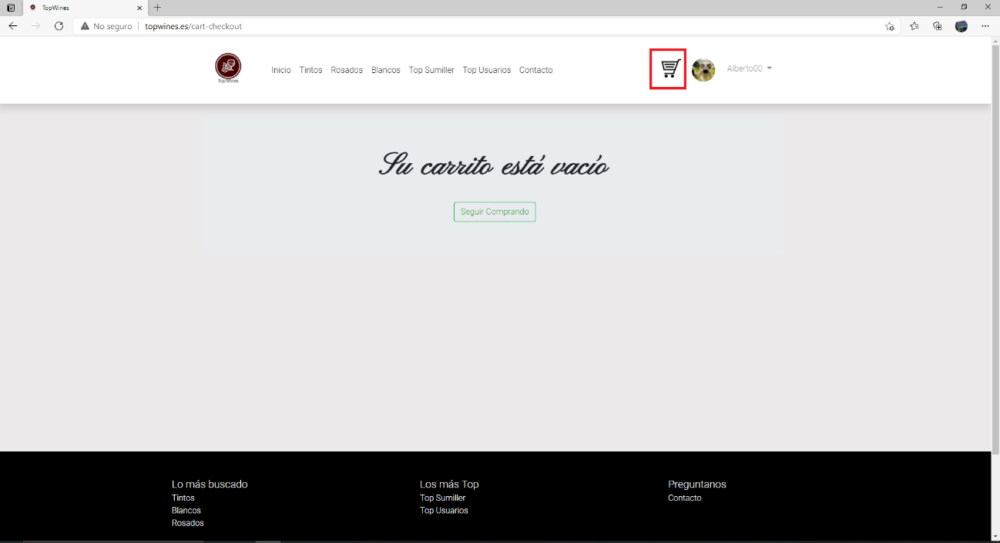 TopWines
No seguro
topwines.es/cart-checkout
Top Wines
Inicio Tintos Rosados Blancos Top Sumiller Top Usuarios Contacto
Alberto00
Su carrito está vacío
Seguir Comprando
Lo más buscado
Tintos
Blancos
Rosados
Los más Top
Top Sumiller
Top Usuarios
Preguntanos
Contacto